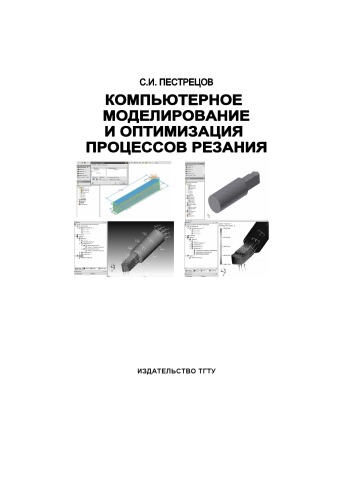 С.И. ПЕСТРЕЦОВ
КОМПЬЮТЕРНОЕ
МОДЕЛИРОВАНИЕ
И ОПТИМИЗАЦИЯ
ПРОЦЕССОВ РЕЗАНИЯ
ИЗДАТЕЛЬСТВО ТГТУ